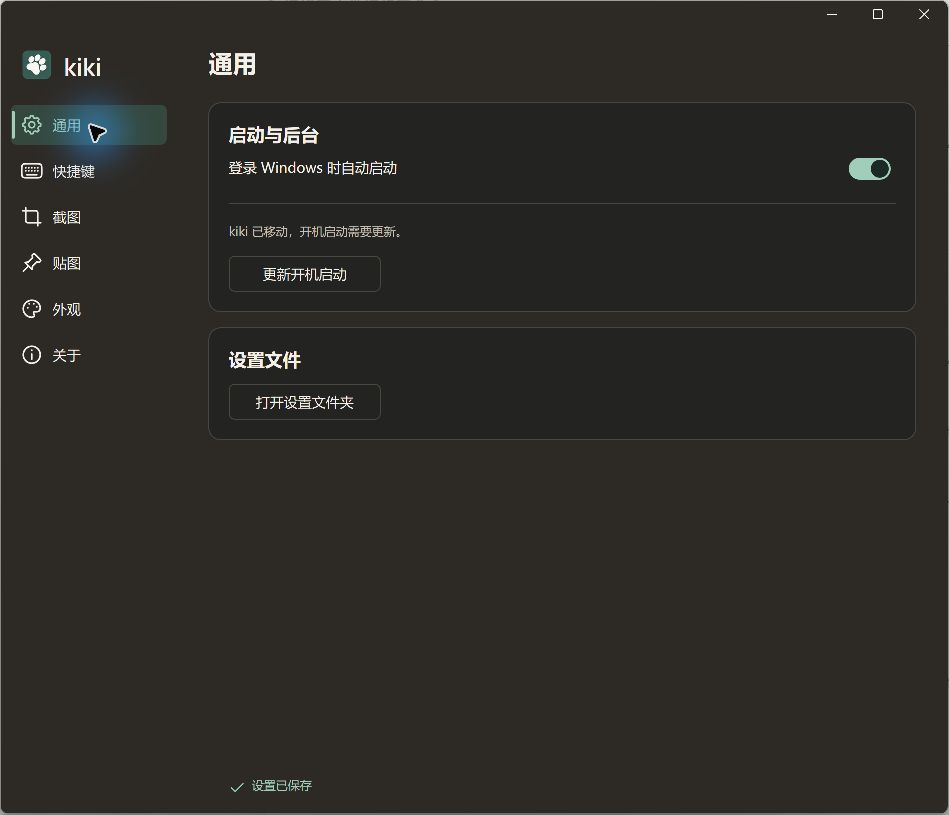 kiki
通用
快捷键
截图
贴图
外观
关于
通用
启动与后台
登录 Windows 时自动启动
kiki 已移动，开机启动需要更新。
更新开机启动
设置文件
打开设置文件夹
设置已保存